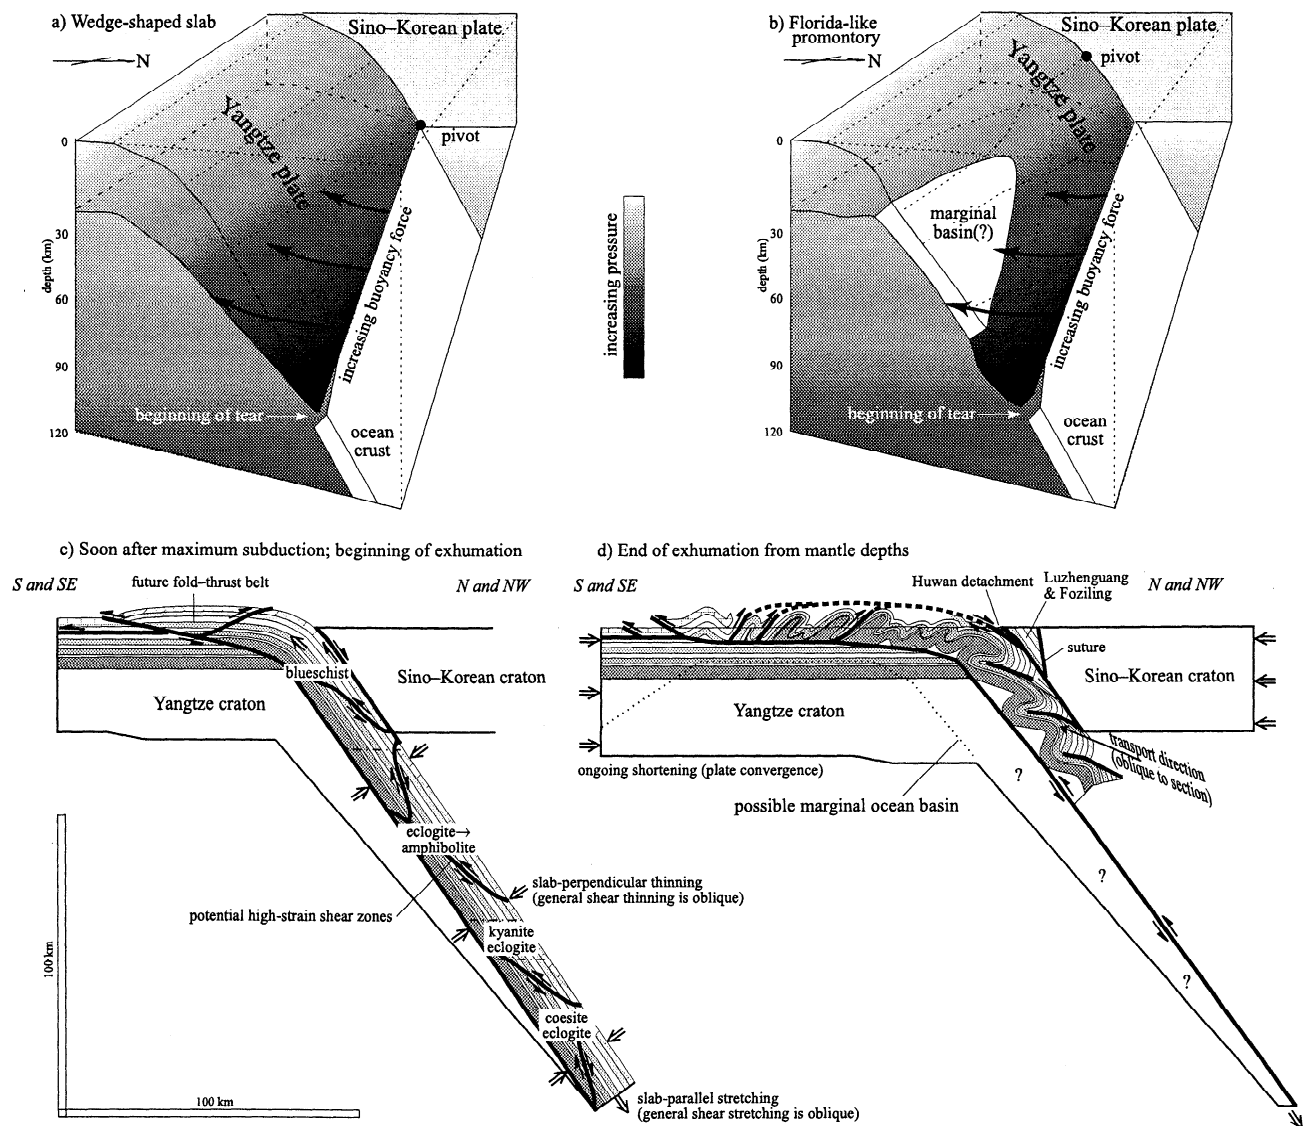 a) Wedge-shaped slab
N
Sino–Korean plate
Yangtze plate
pivot
0
30
60
90
120
depth (km)
increasing buoyancy force
beginning of tear
ocean
crust
increasing pressure
b) Florida-like
promontory
N
Sino–Korean plate
Yangtze plate
pivot
0
30
60
90
120
depth (km)
marginal
basin(?)
increasing buoyancy force
beginning of tear
ocean
crust
c) Soon after maximum subduction; beginning of exhumation
S and SE
future fold–thrust belt
N and NW
blueschist
Sino–Korean craton
Yangtze craton
eclogite→
amphibolite
slab-perpendicular thinning
(general shear thinning is oblique)
potential high-strain shear zones
kyanite
eclogite
coesite
eclogite
slab-parallel stretching
(general shear stretching is oblique)
100 km
100 km
d) End of exhumation from mantle depths
S and SE
Huwan detachment
Luzhenguang
& Foziling
N and NW
suture
Sino–Korean craton
Yangtze craton
transport direction
(oblique to section)
ongoing shortening (plate convergence)
possible marginal ocean basin
?
?
?